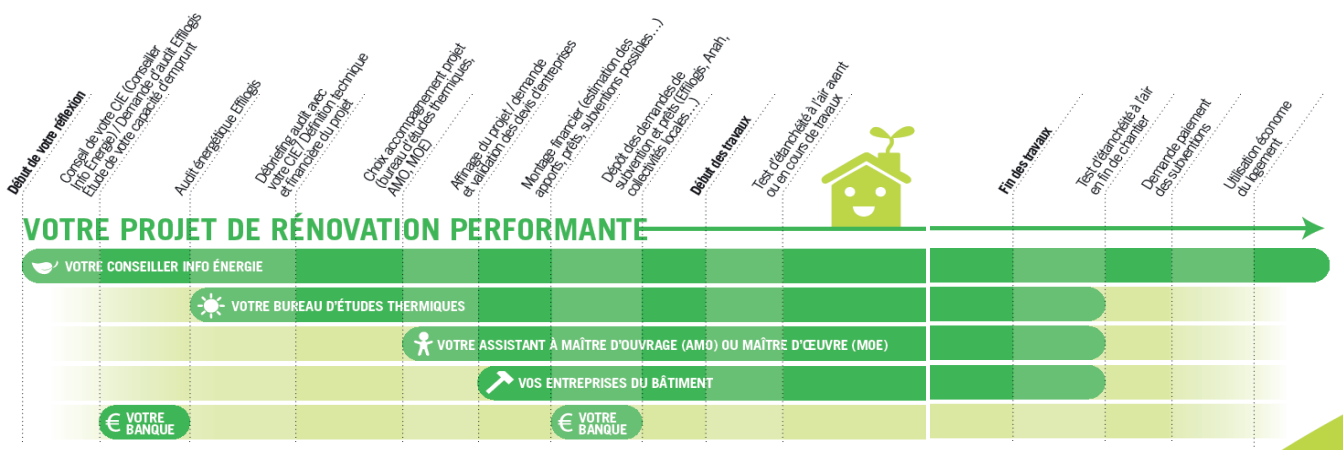 Début de votre réflexion
Conseil de votre CIE (Conseiller
Info Energie) / Demande d'audit Effilogis
Etude de votre capacité d'emprunt
Audit énergétique Effilogis
Débriefing audit avec
votre CIE / Définition technique
et financière du projet
Choix accompagnement projet
(bureau d'études thermiques,
AMO, MOE)
Affinage du projet / demande
et validation des devis d'entreprises
Montage financier (estimation des
apports, prêts, subventions possibles...)
Dépôt des demandes de
subvention et prêts (Effilogis, Anah,
collectivités locales...)
Début des travaux
Test d'étanchéité à l'air avant
ou en cours de travaux
Fin des travaux
Test d'étanchéité à l'air
en fin de chantier
Demande paiement
des subventions
Utilisation économe
du logement
VOTRE PROJET DE RÉNOVATION PERFORMANTE
VOTRE CONSEILLER INFO ÉNERGIE
VOTRE BUREAU D'ÉTUDES THERMIQUES
VOTRE ASSISTANT À MAÎTRE D'OUVRAGE (AMO) OU MAÎTRE D'ŒUVRE (MOE)
VOS ENTREPRISES DU BÂTIMENT
€ VOTRE
BANQUE
€ VOTRE
BANQUE